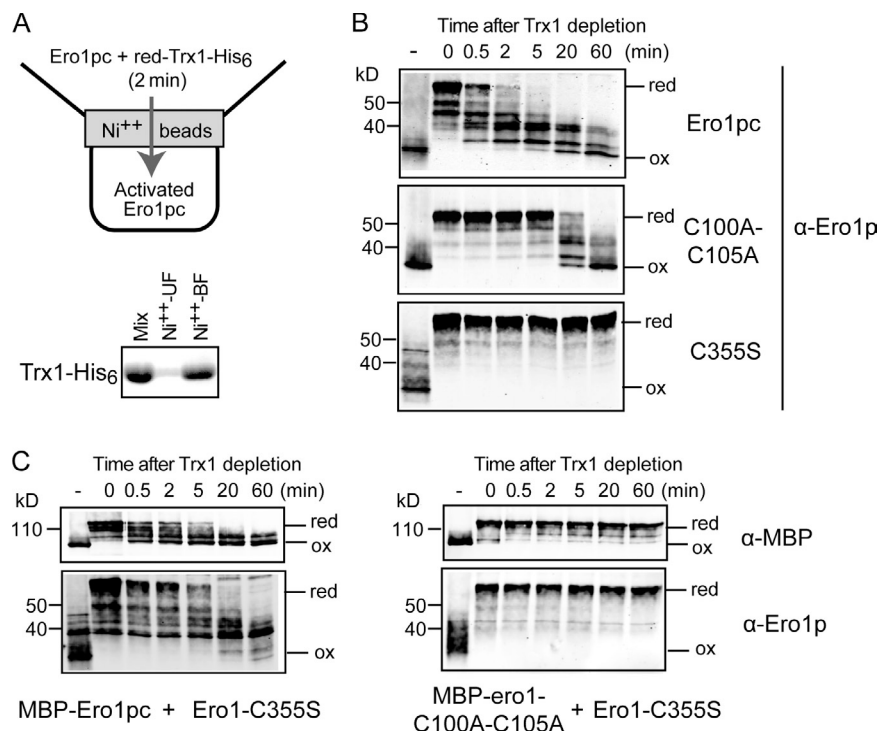 A
Ero1pc + red-Trx1-His6
(2 min)
Ni++ beads
Activated
Ero1pc
Mix
Ni++-UF
Ni++-BF
Trx1-His6
B
Time after Trx1 depletion
- 0 0.5 2 5 20 60 (min)
kD
50
40
red
ox
Ero1pc
50
40
red
ox
C100A-
C105A
50
40
red
ox
C355S
α-Ero1p
C
Time after Trx1 depletion
- 0 0.5 2 5 20 60 (min)
kD
110
red
ox
50
40
red
ox
MBP-Ero1pc + Ero1-C355S
Time after Trx1 depletion
- 0 0.5 2 5 20 60 (min)
kD
110
red
ox
α-MBP
50
40
red
ox
α-Ero1p
MBP-ero1-
C100A-C105A + Ero1-C355S